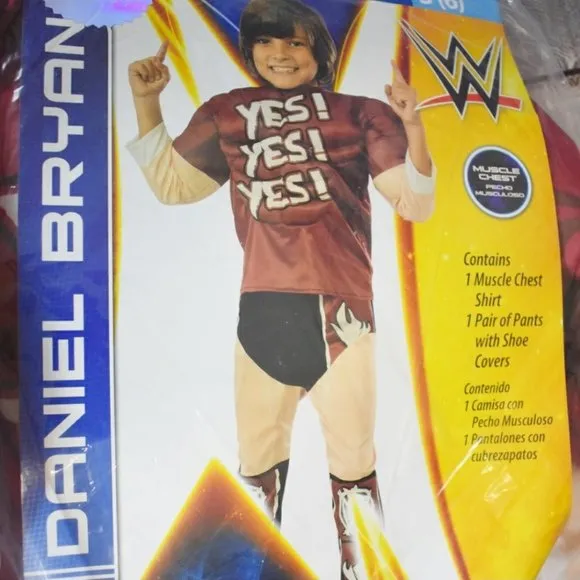 (6)
DANIEL BRYAN
YES!
YES!
YES!
W
MUSCLE
CHEST
PECHO
MUSCULOSO
Contains
1 Muscle Chest
Shirt
1 Pair of Pants
with Shoe
Covers
Contenido
1 Camisa con
Pecho Musculoso
1 Pantalones con
cubrezapatos